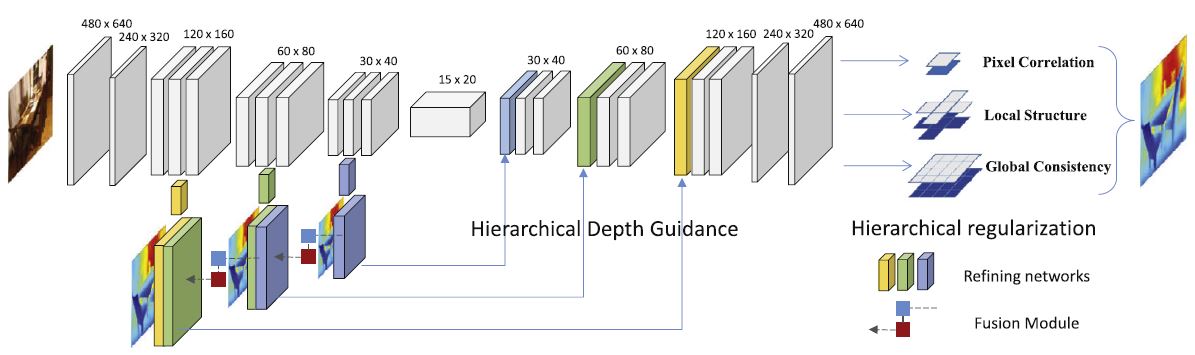 480 x 640
240 x 320
120 x 160
60 x 80
30 x 40
15 x 20
30 x 40
60 x 80
120 x 160
240 x 320
480 x 640
Pixel Correlation
Local Structure
Global Consistency
Hierarchical Depth Guidance
Hierarchical regularization
Refining networks
Fusion Module